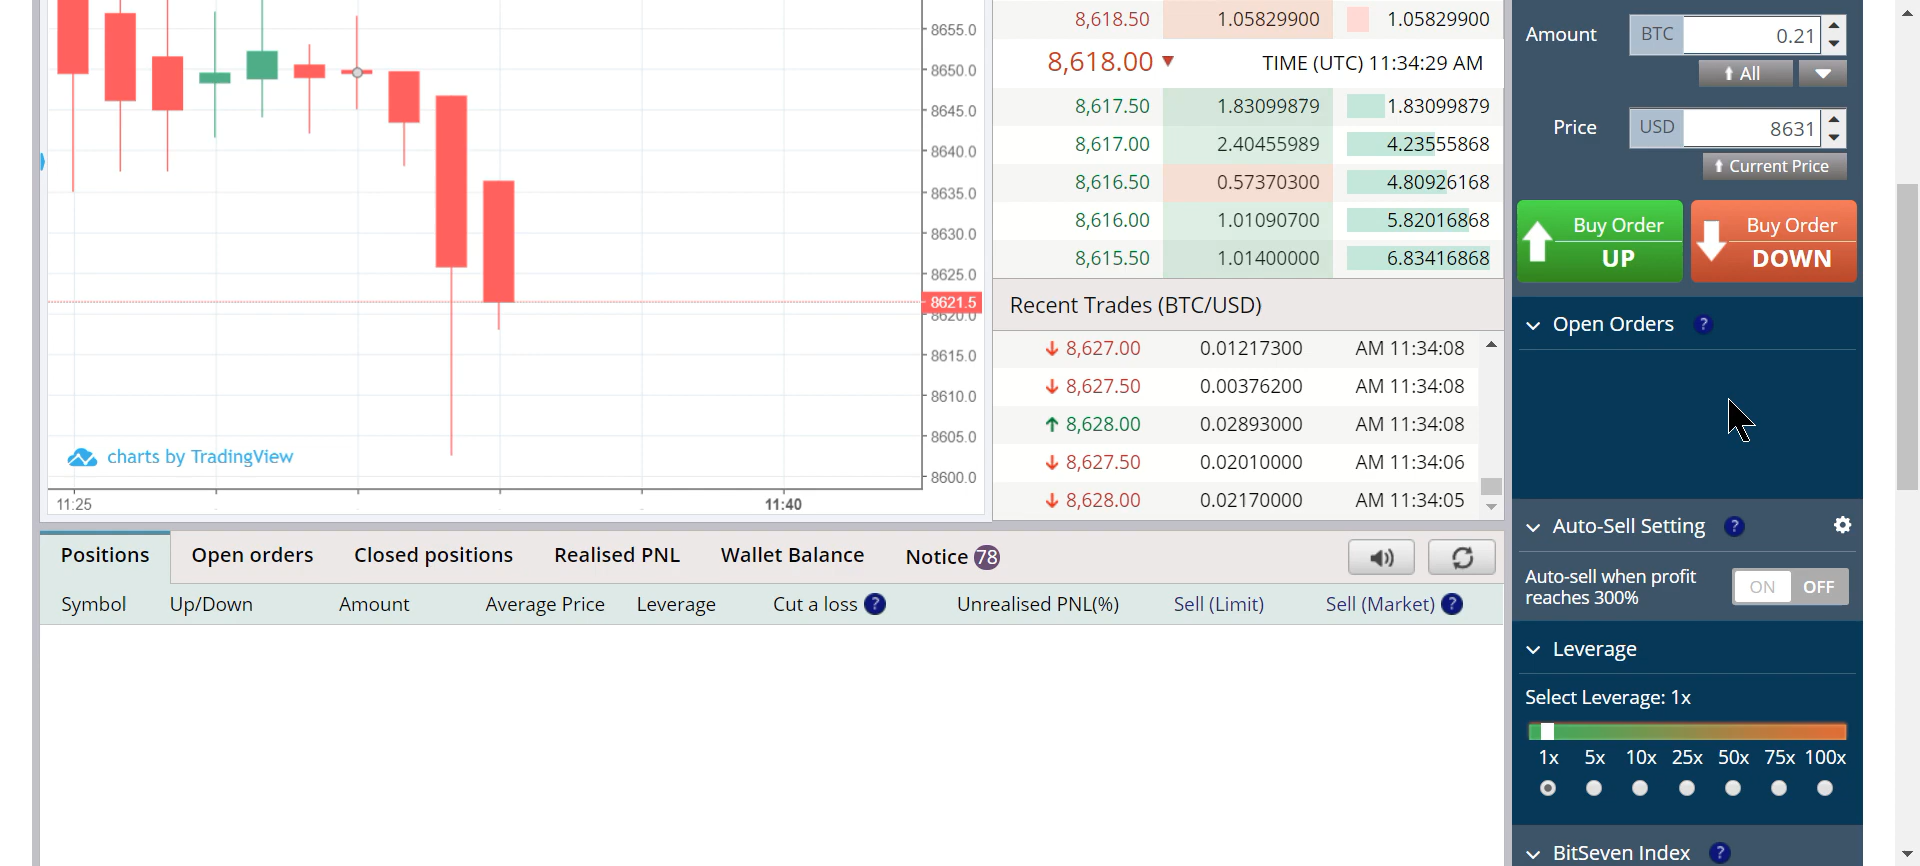 8655.0
8650.0
8645.0
8640.0
8635.0
8630.0
8625.0
8621.5
8620.0
8615.0
8610.0
8605.0
8600.0
charts by TradingView
11:25
11:40
8,618.50 1.05829900 1.05829900
8,618.00 TIME (UTC) 11:34:29 AM
8,617.50 1.83099879 1.83099879
8,617.00 2.40455989 4.23555868
8,616.50 0.57370300 4.80926168
8,616.00 1.01090700 5.82016868
8,615.50 1.01400000 6.83416868
Recent Trades (BTC/USD)
8,627.00 0.01217300 AM 11:34:08
8,627.50 0.00376200 AM 11:34:08
8,628.00 0.02893000 AM 11:34:08
8,627.50 0.02010000 AM 11:34:06
8,628.00 0.02170000 AM 11:34:05
Amount BTC 0.21
All
Price USD 8631
Current Price
Buy Order UP
Buy Order DOWN
Open Orders ?
Auto-Sell Setting ?
Auto-sell when profit
reaches 300%
ON OFF
Leverage
Select Leverage: 1x
1x 5x 10x 25x 50x 75x 100x
BitSeven Index ?
Positions Open orders Closed positions Realised PNL Wallet Balance Notice 78
Symbol Up/Down Amount Average Price Leverage Cut a loss ? Unrealised PNL(%) Sell (Limit) Sell (Market) ?